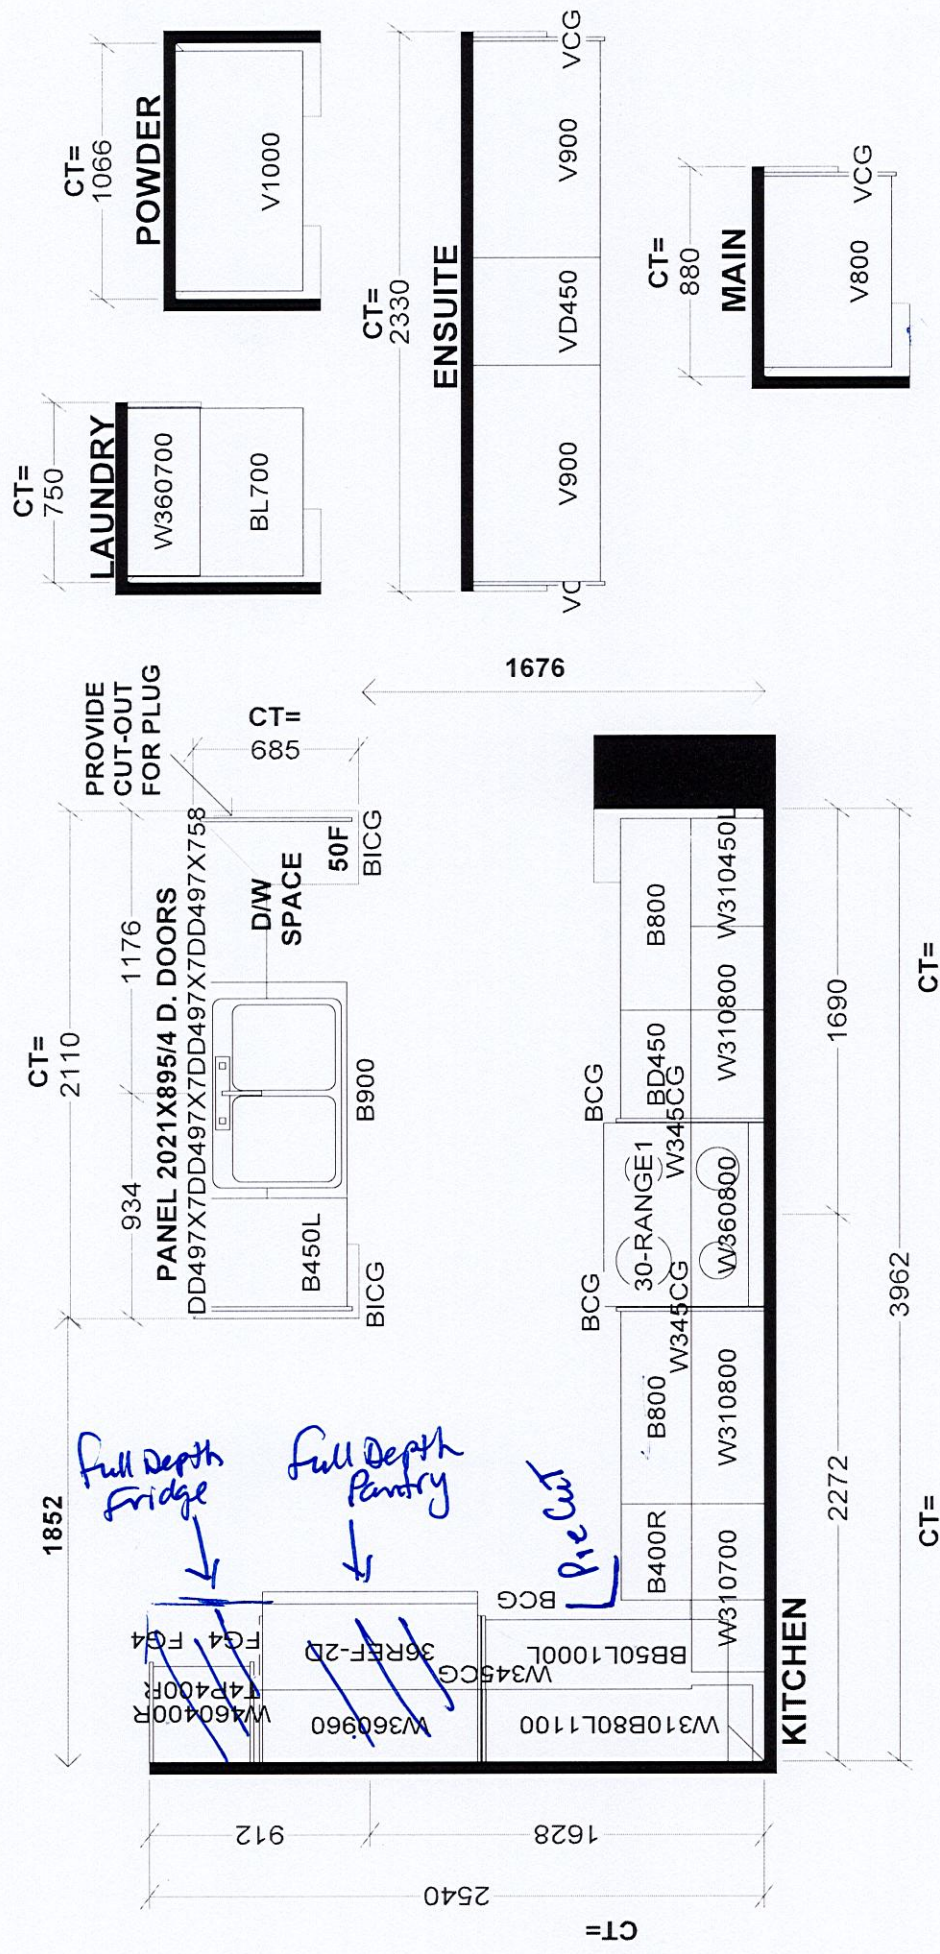 CT=
750
LAUNDRY
W360700
BL700
CT=
1066
POWDER
V1000
CT=
2330
ENSUITE
V900
VD450
V900
VCG
VC
CT=
880
MAIN
V800
VCG
1852
CT=
2110
934
1176
PROVIDE
CUT-OUT
FOR PLUG
PANEL 2021X895/4 D. DOORS
DD497X7DD497X7DD497X7DD497X7DD497X758
CT=
685
B450L
B900
D/W
SPACE
50F
BICG
BICG
1676
Full Depth
Fridge
Full Depth
Pantry
Pre Cut
FG4
FG4
T4P400R
W460400R
36REF-2D
W360960
W345CG
BCG
BB50L1000L
W310B80L1100
B400R
B800
W310700
W310800
W345CG
BCG
30-RANGE1
W360800
BCG
W345CG
BD450
B800
W310800
W310450L
KITCHEN
912
1628
2540
CT=
2272
1690
3962
CT=
CT=